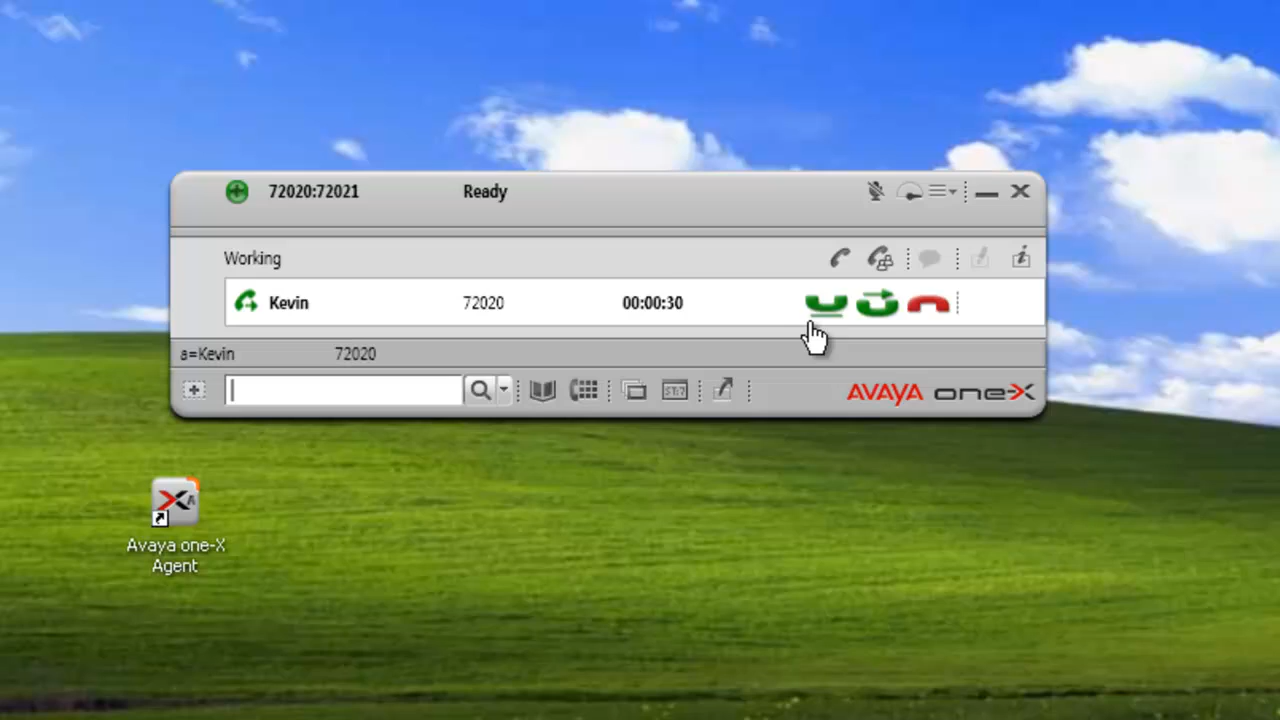 72020:72021 Ready
Working
Kevin 72020 00:00:30
a=Kevin 72020
AVAYA one-X
Avaya one-X
Agent